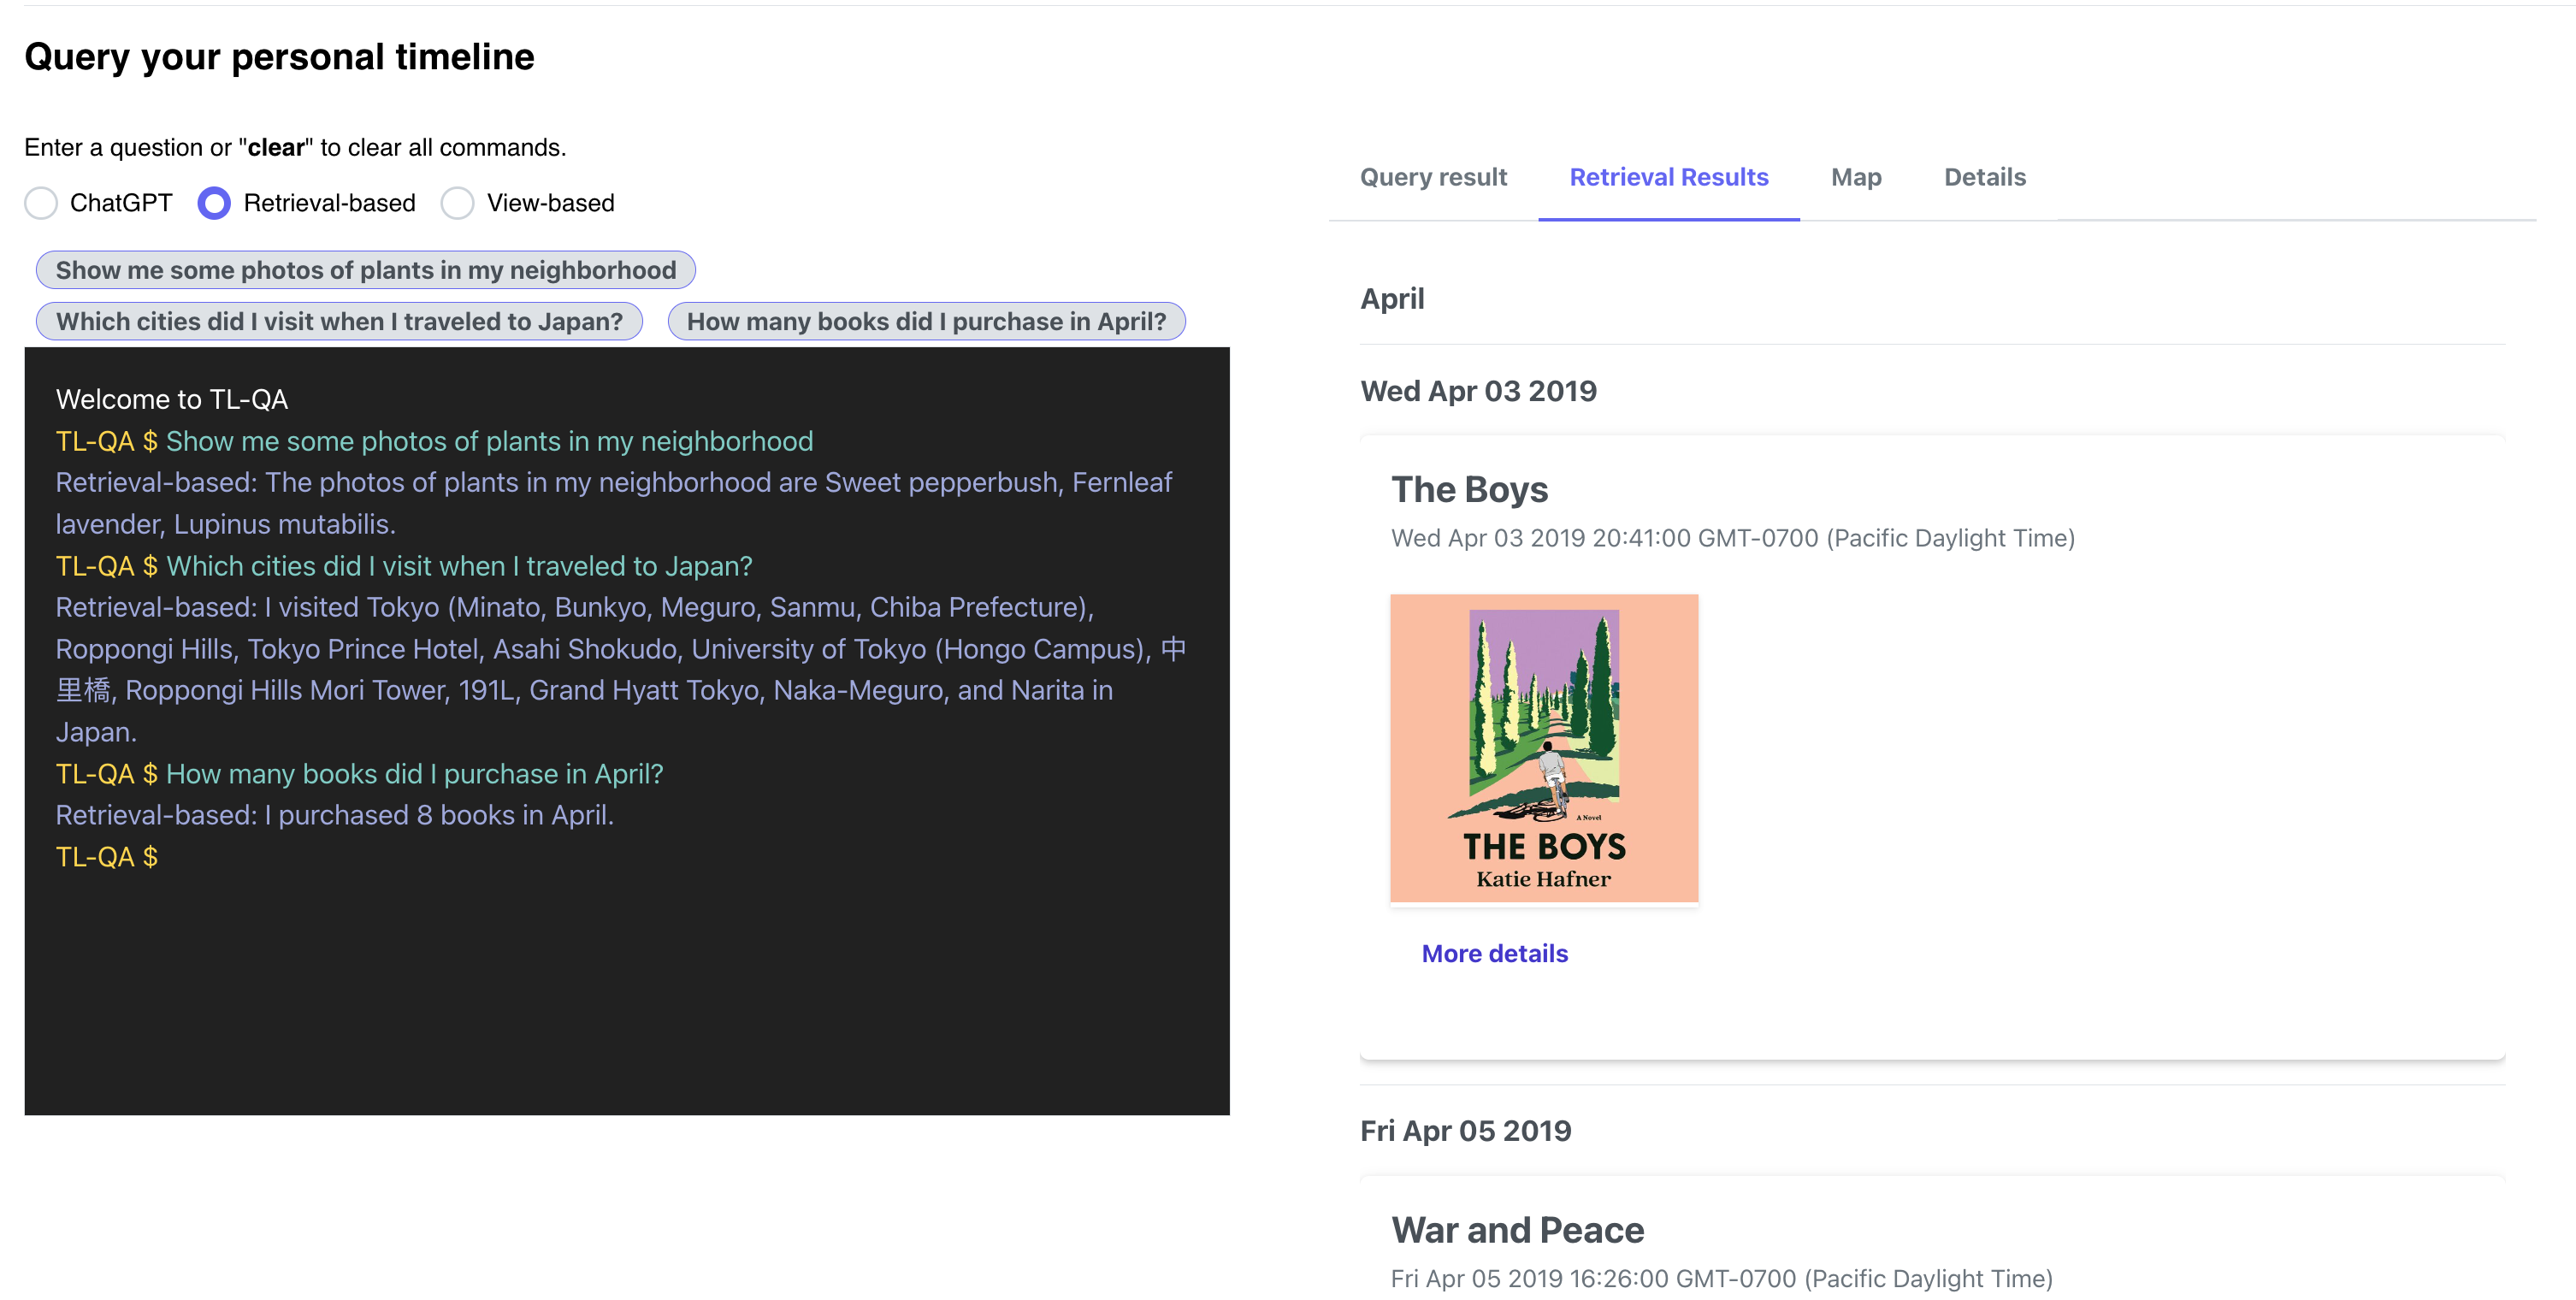 Query your personal timeline
Enter a question or "clear" to clear all commands.
ChatGPT Retrieval-based View-based
Show me some photos of plants in my neighborhood
Which cities did I visit when I traveled to Japan? How many books did I purchase in April?
Welcome to TL-QA
TL-QA $ Show me some photos of plants in my neighborhood
Retrieval-based: The photos of plants in my neighborhood are Sweet pepperbush, Fernleaf
lavender, Lupinus mutabilis.
TL-QA $ Which cities did I visit when I traveled to Japan?
Retrieval-based: I visited Tokyo (Minato, Bunkyo, Meguro, Sanmu, Chiba Prefecture),
Roppongi Hills, Tokyo Prince Hotel, Asahi Shokudo, University of Tokyo (Hongo Campus), 中
里橋, Roppongi Hills Mori Tower, 191L, Grand Hyatt Tokyo, Naka-Meguro, and Narita in
Japan.
TL-QA $ How many books did I purchase in April?
Retrieval-based: I purchased 8 books in April.
TL-QA $
Query result Retrieval Results Map Details
April
Wed Apr 03 2019
The Boys
Wed Apr 03 2019 20:41:00 GMT-0700 (Pacific Daylight Time)
A Novel
THE BOYS
Katie Hafner
More details
Fri Apr 05 2019
War and Peace
Fri Apr 05 2019 16:26:00 GMT-0700 (Pacific Daylight Time)